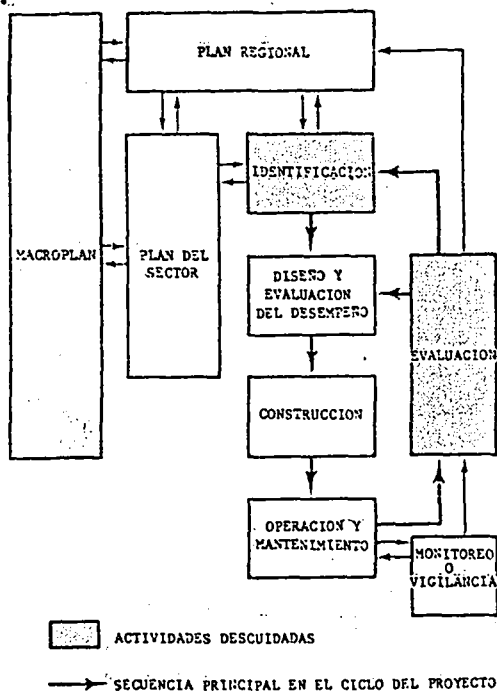 PLAN REGIONAL
IDENTIFICACION
MACROPLAN
PLAN DEL
SECTOR
DISEÑO Y
EVALUACION
DEL DESEMPEÑO
EVALUACION
CONSTRUCCION
OPERACION Y
MANTENIMIENTO
MONITOREO
O
VIGILANCIA
ACTIVIDADES DESCUIDADAS
SECUENCIA PRINCIPAL EN EL CICLO DEL PROYECTO